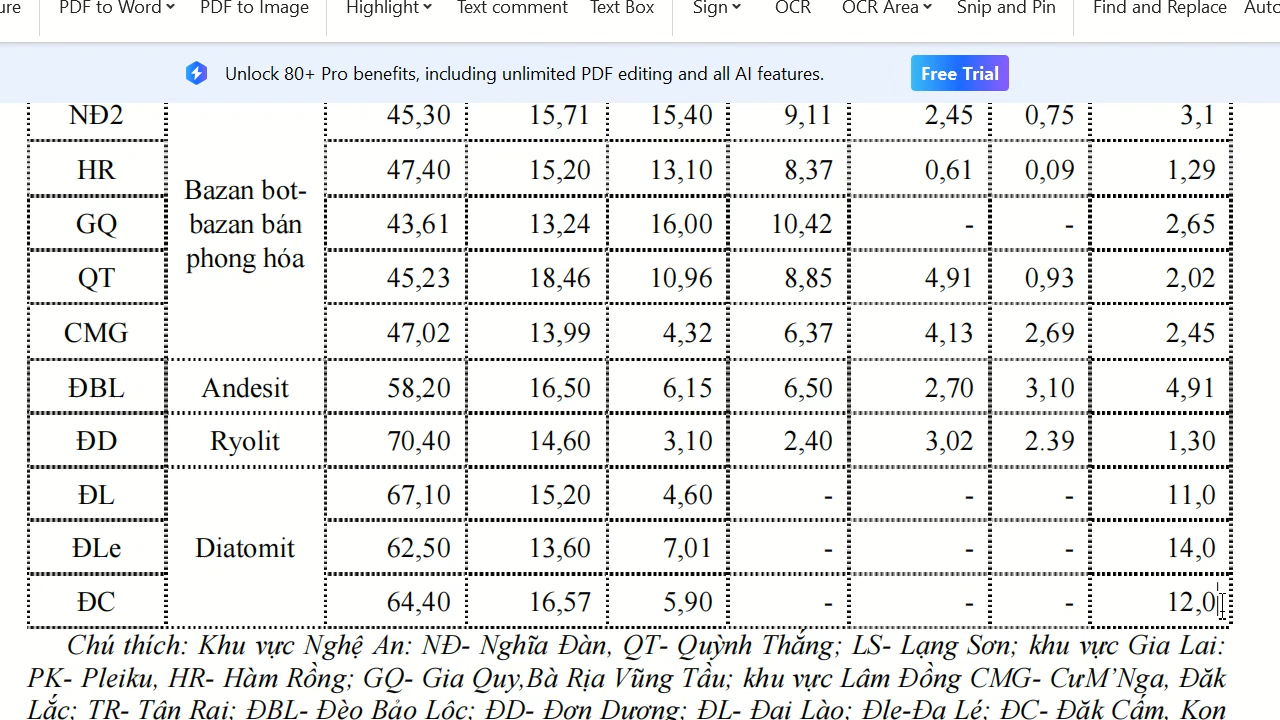 ure PDF to Word PDF to Image Highlight Text comment Text Box Sign OCR OCR Area Snip and Pin Find and Replace Auto
Unlock 80+ Pro benefits, including unlimited PDF editing and all AI features. Free Trial
NĐ2 45,30 15,71 15,40 9,11 2,45 0,75 3,1
HR 47,40 15,20 13,10 8,37 0,61 0,09 1,29
Bazan bot-
bazan bán
phong hóa
GQ 43,61 13,24 16,00 10,42 - - 2,65
QT 45,23 18,46 10,96 8,85 4,91 0,93 2,02
CMG 47,02 13,99 4,32 6,37 4,13 2,69 2,45
ĐBL Andesit 58,20 16,50 6,15 6,50 2,70 3,10 4,91
ĐD Ryolit 70,40 14,60 3,10 2,40 3,02 2.39 1,30
ĐL 67,10 15,20 4,60 - - - 11,0
ĐLe Diatomit 62,50 13,60 7,01 - - - 14,0
ĐC 64,40 16,57 5,90 - - - 12,0
Chú thích: Khu vực Nghệ An: NĐ- Nghĩa Đàn, QT- Quỳnh Thắng; LS- Lạng Sơn; khu vực Gia Lai:
PK- Pleiku, HR- Hàm Rồng; GQ- Gia Quy,Bà Rịa Vũng Tầu; khu vực Lâm Đồng CMG- CưM’Nga, Đăk
Lắc; TR- Tân Rai; ĐBL- Đèo Bảo Lộc; ĐD- Đơn Dương; ĐL- Đại Lào; Đle-Đa Lé; ĐC- Đăk Cấm, Kon